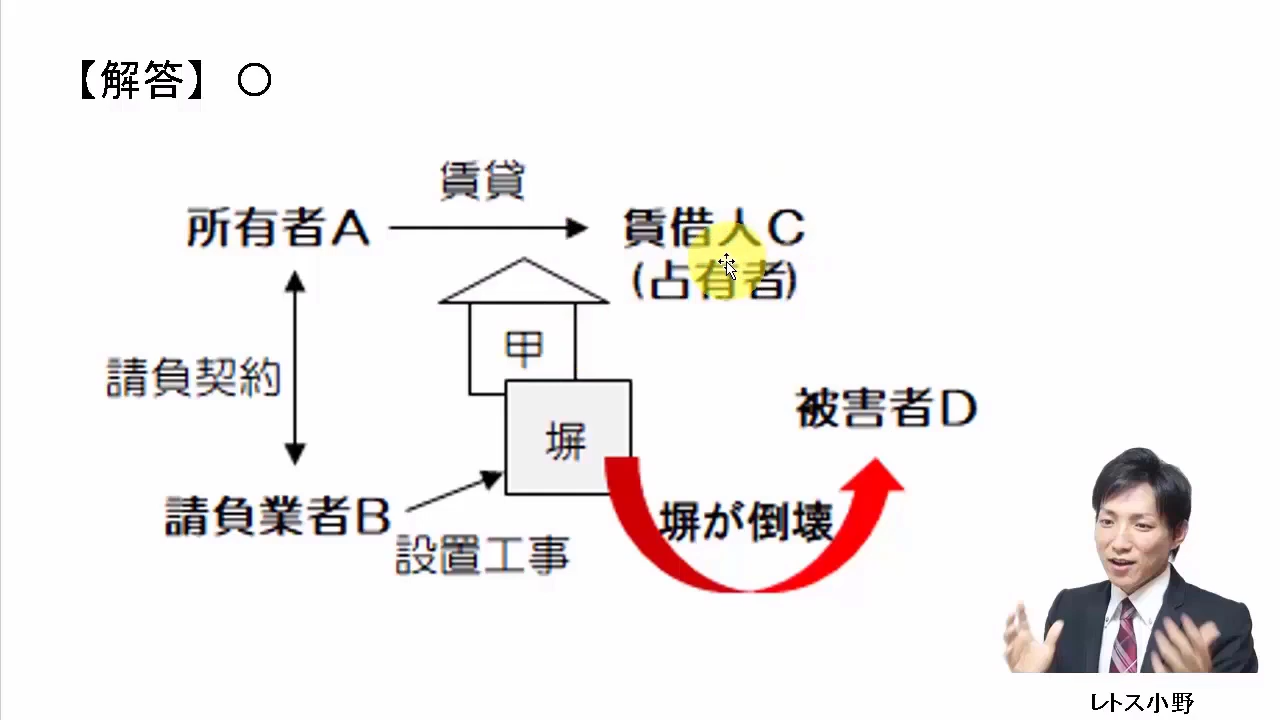 【解答】 ○
賃貸
所有者A
賃借人C
(占有者)
甲
請負契約
塀
被害者D
請負業者B
設置工事
塀が倒壊
レトス小野